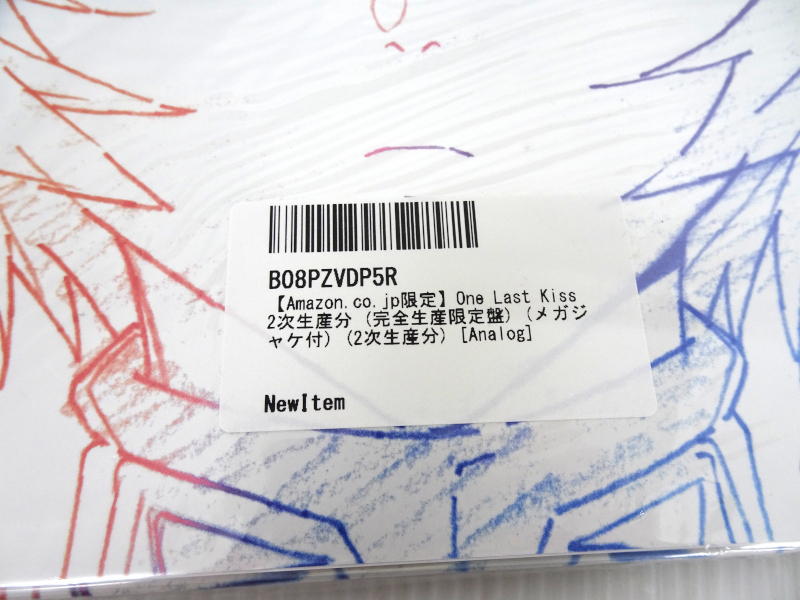 B08PZVDP5R
【Amazon.co.jp限定】One Last Kiss
2次生産分 (完全生産限定盤) (メガジ
ャケ付) (2次生産分) [Analog]
NewItem